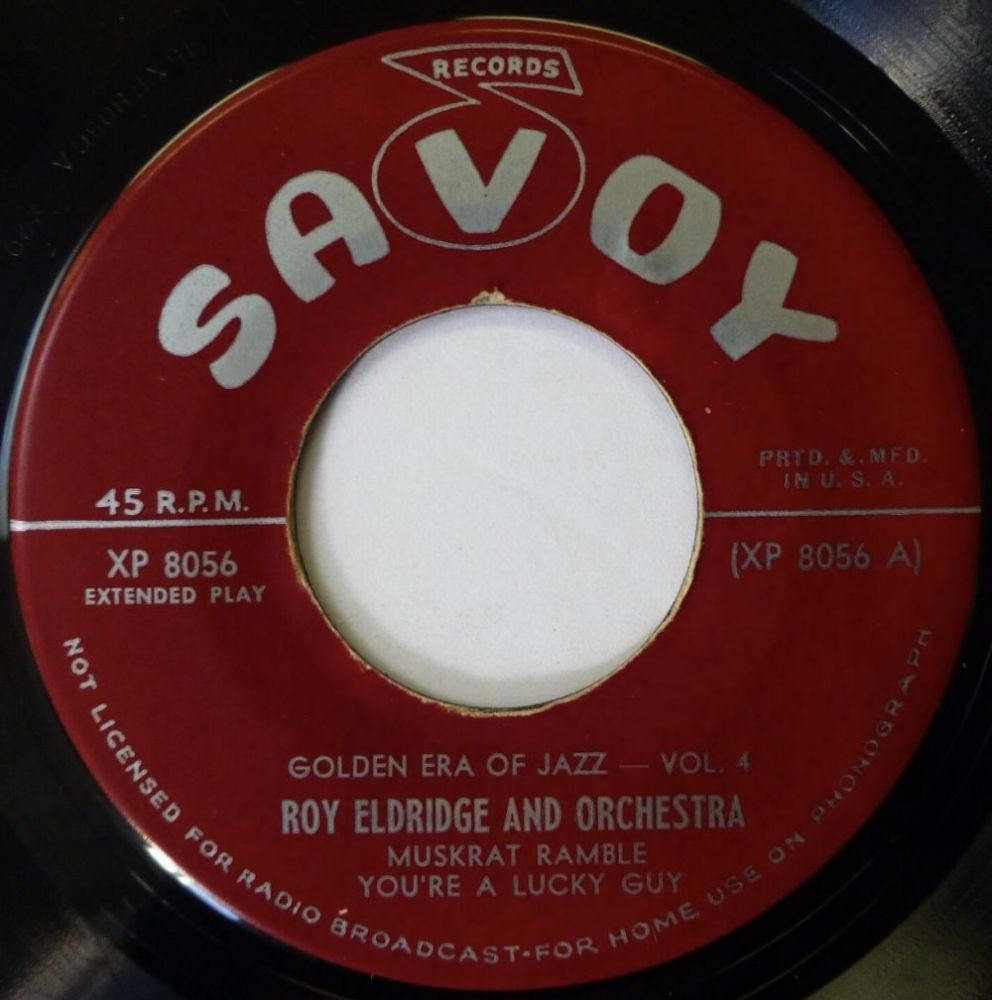 RECORDS
SAVOY
PRTD. & MFD.
IN U. S. A.
45 R.P.M.
XP 8056
EXTENDED PLAY
(XP 8056 A)
GOLDEN ERA OF JAZZ — VOL. 4
ROY ELDRIDGE AND ORCHESTRA
MUSKRAT RAMBLE
YOU'RE A LUCKY GUY
NOT LICENSED FOR RADIO BROADCAST-FOR HOME USE ON PHONOGRAPH